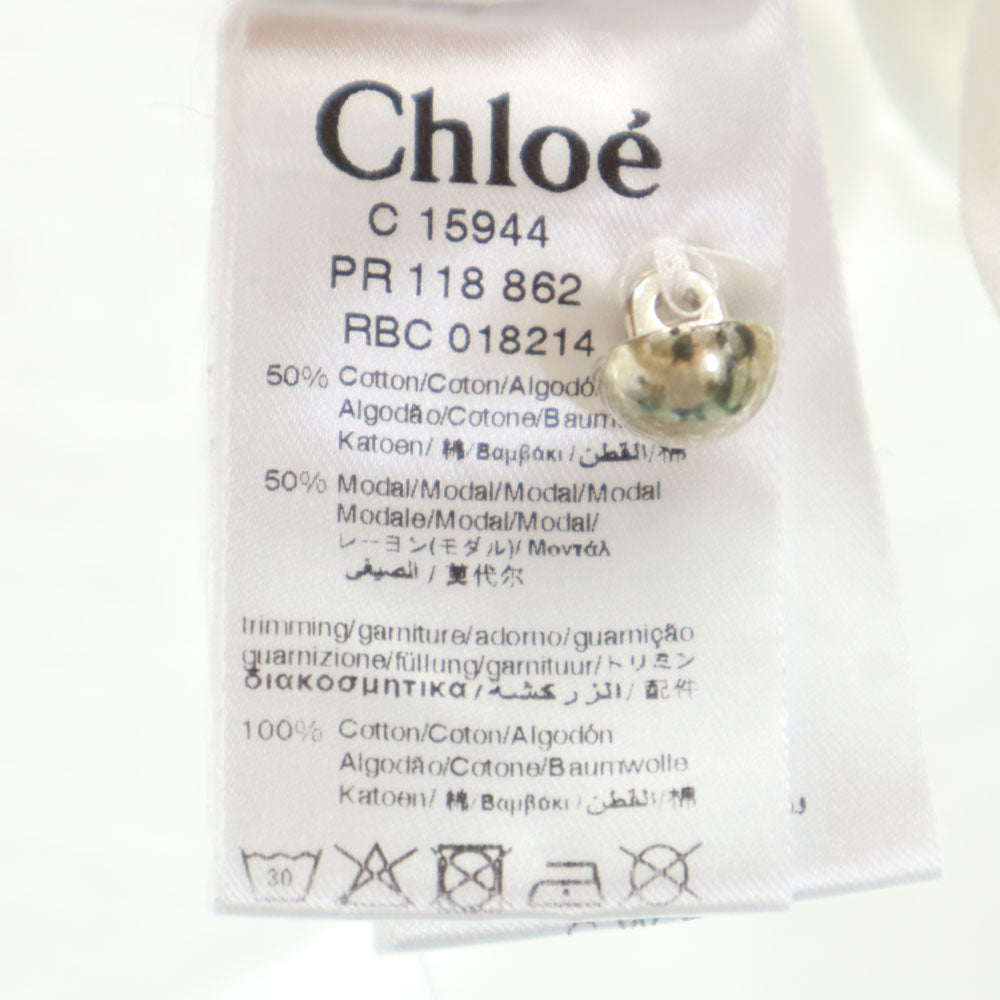 Chloé
C 15944
PR 118 862
RBC 018214
50% Cotton/Coton/Algodó
Algodão/Cotone/Baum
Katoen/ 棉/Βαμβάκι/القطن/棉
50% Modal/Modal/Modal/Modal
Modale/Modal/Modal/
レーヨン(モダル)/ Μοντάλ
/ 莫代尔
trimming/garniture/adorno/guarnição
guarnizione/füllung/garnituur/トリミン
διακοσμητικα/الزركشة/ 配件
100% Cotton/Coton/Algodón
Algodão/Cotone/Baumwolle
Katoen/ 棉/Βαμβάκι/القطن/棉
30